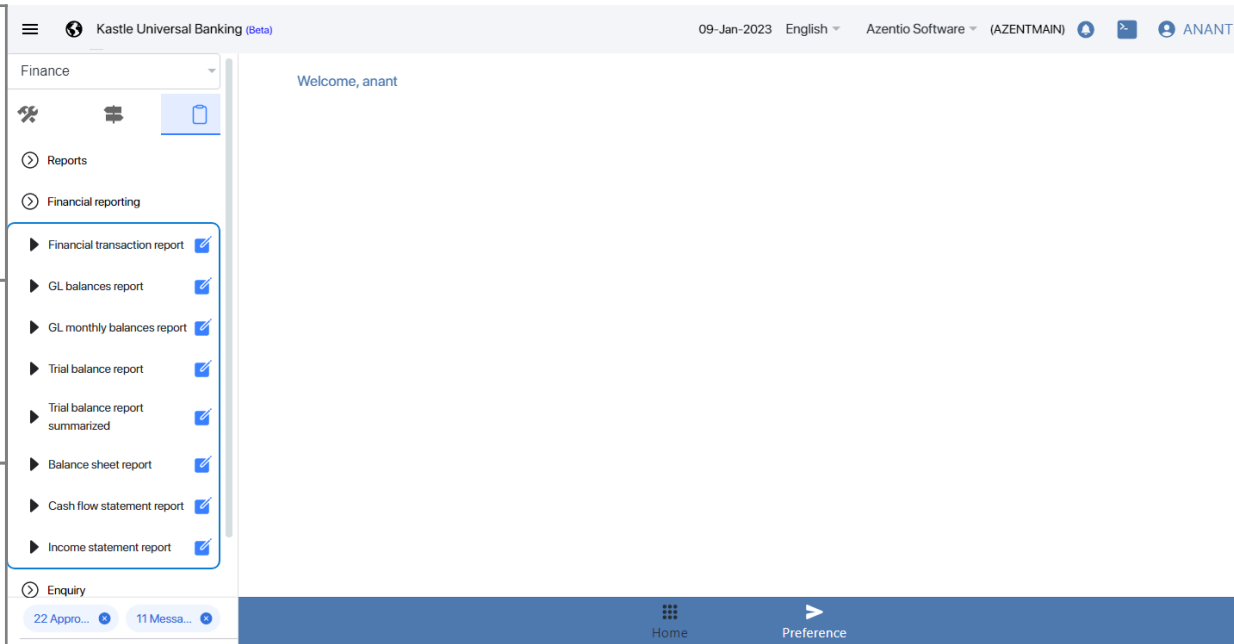 Kastle Universal Banking (Beta)
09-Jan-2023 English Azentio Software (AZENTMAIN) ANANT
Finance
Welcome, anant
Reports
Financial reporting
Financial transaction report
GL balances report
GL monthly balances report
Trial balance report
Trial balance report
summarized
Balance sheet report
Cash flow statement report
Income statement report
Enquiry
22 Appro... 11 Messa...
Home Preference